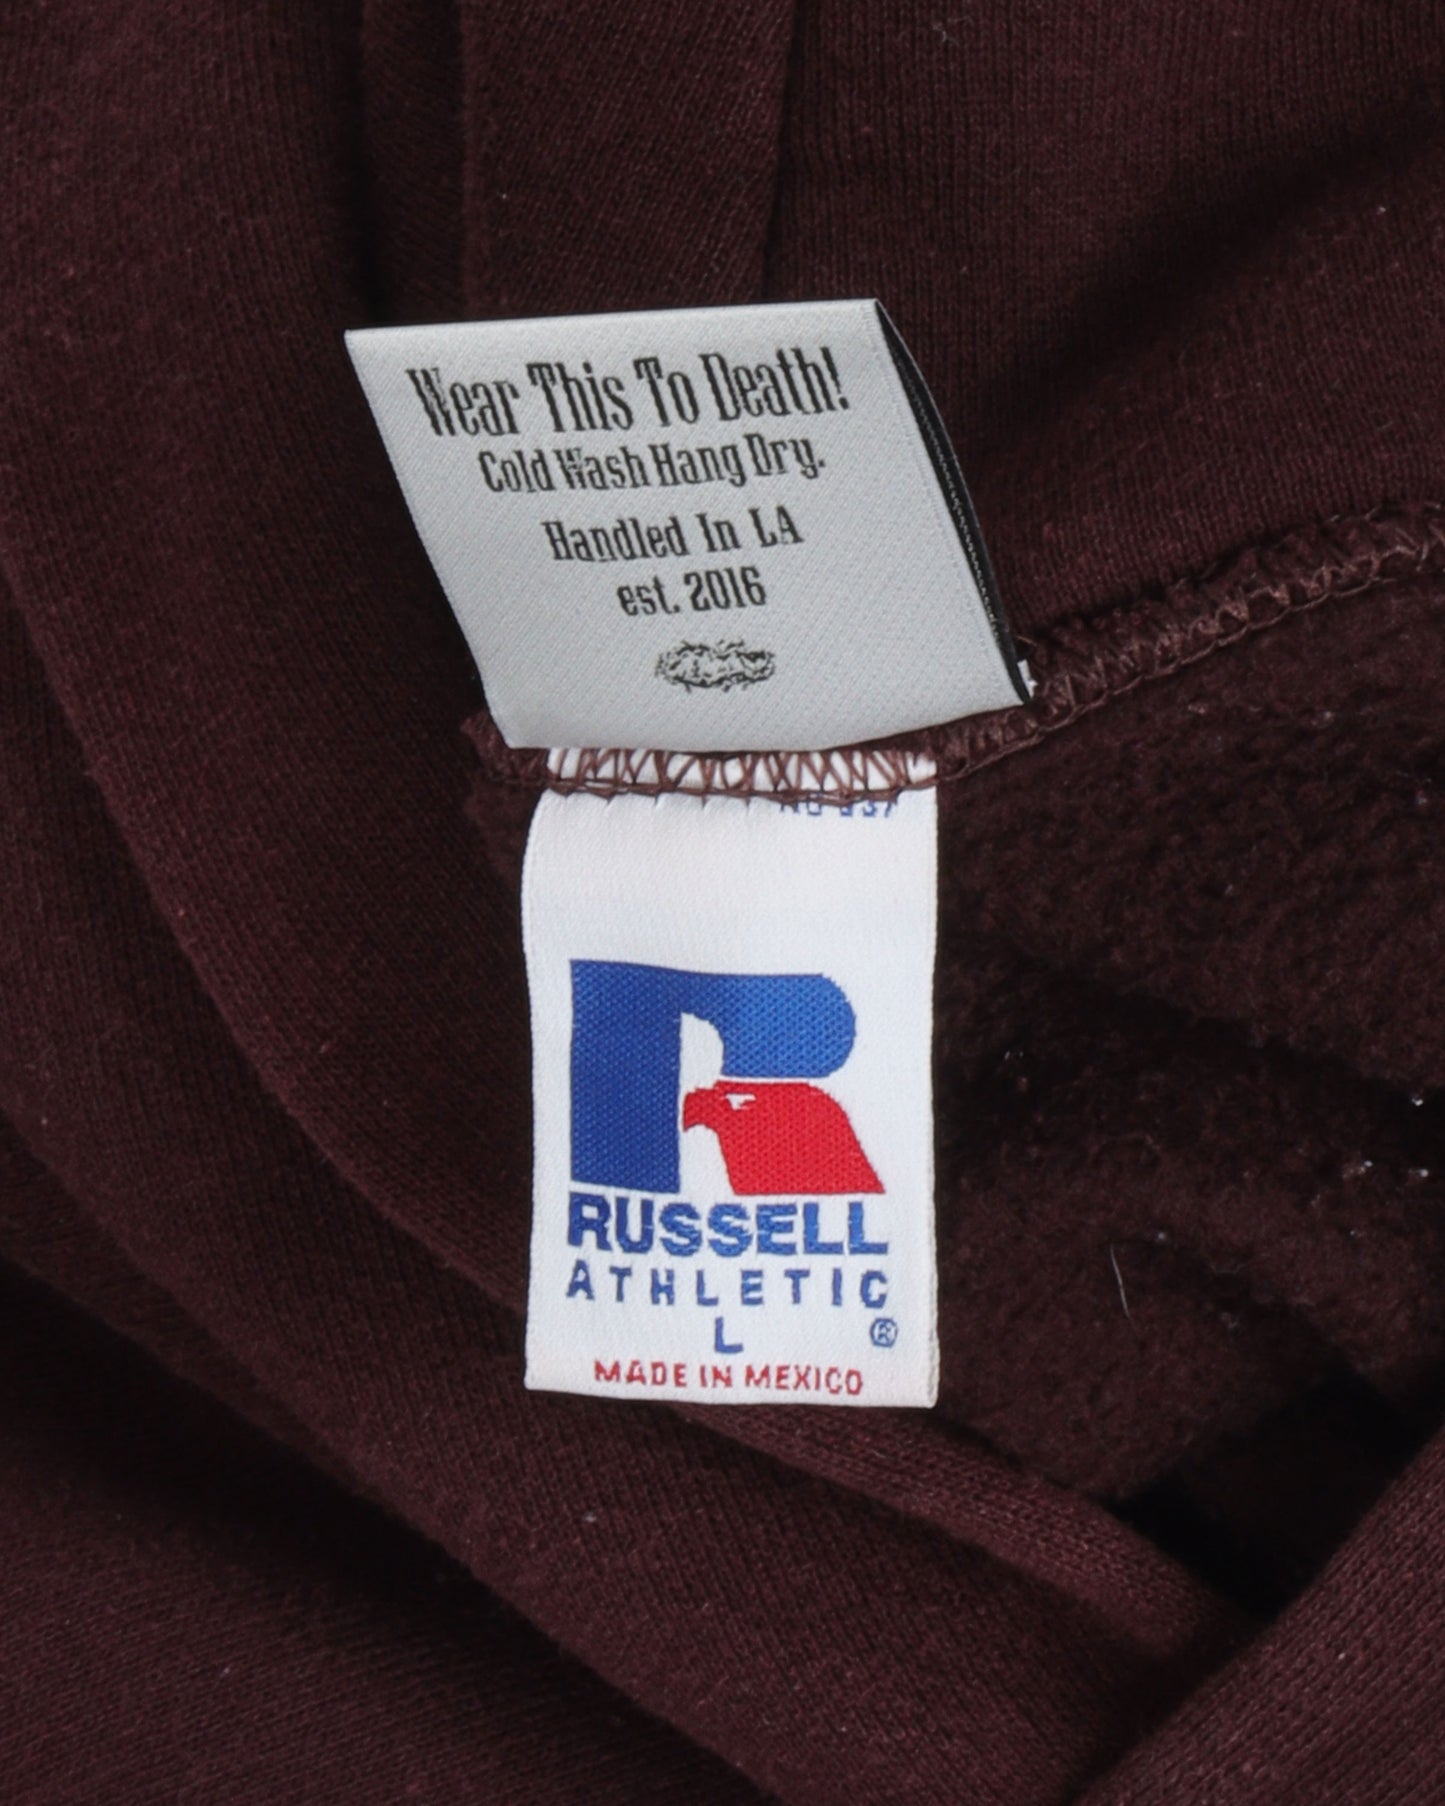 Wear This To Death!
Cold Wash Hang Dry.
Handled In LA
est. 2016
RUSSELL
ATHLETIC
L ®
MADE IN MEXICO